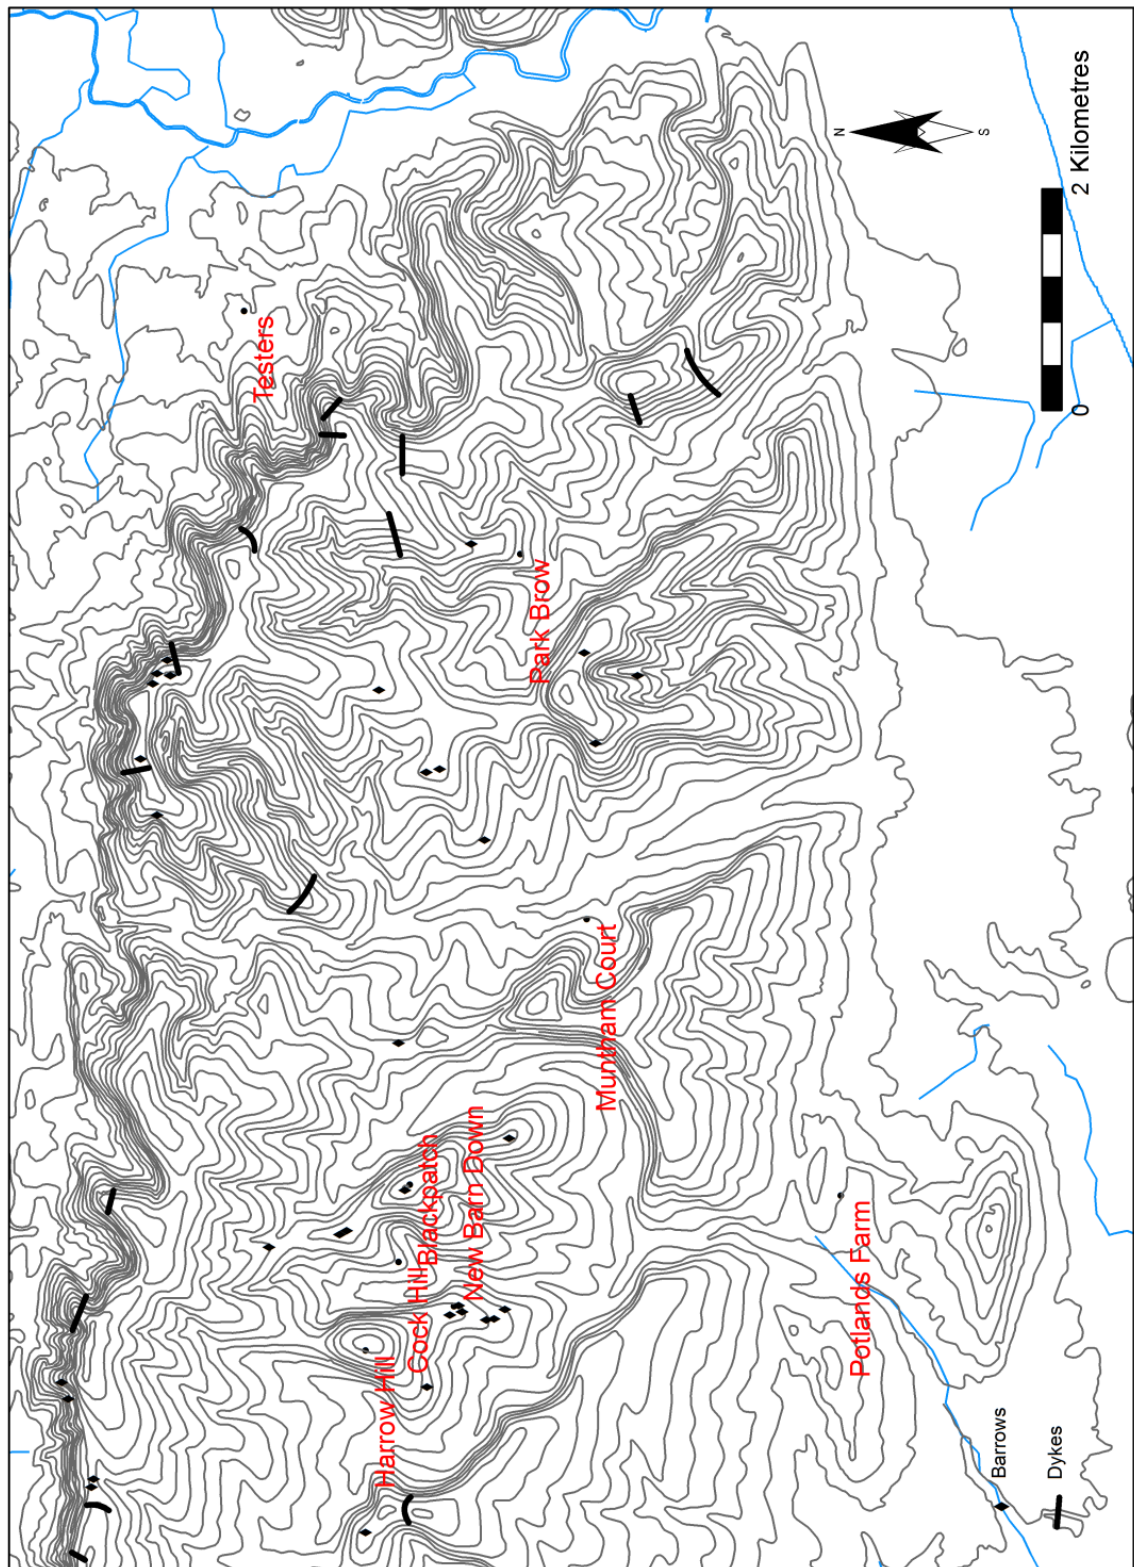 Testers
Park Brow
Muntham Court
Blackpatch
New Barn Down
Cock Hill
Harrow Hill
Potlands Farm
N
S
0
2 Kilometres
Barrows
Dykes